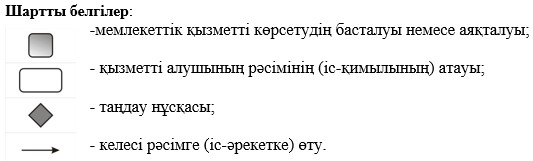 Шартты белгілер:
-мемлекеттік қызметті көрсетудің басталуы немесе аяқталуы;
- қызметті алушының рәсімінің (іс-қимылының) атауы;
- таңдау нұсқасы;
- келесі рәсімге (іс-әрекетке) өту.